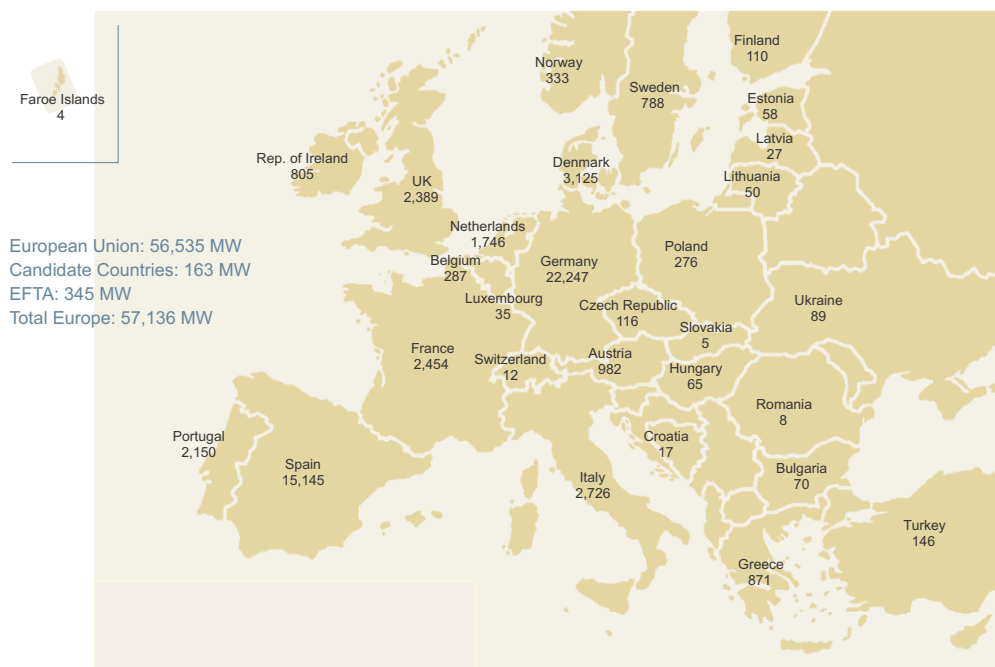 Finland
110
Norway
333
Sweden
788
Faroe Islands
4
Estonia
58
Latvia
27
Rep. of Ireland
805
Denmark
3,125
Lithuania
50
UK
2,389
Netherlands
1,746
European Union: 56,535 MW
Candidate Countries: 163 MW
EFTA: 345 MW
Total Europe: 57,136 MW
Belgium
287
Germany
22,247
Poland
276
Luxembourg
35
Czech Republic
116
Ukraine
89
Slovakia
5
France
2,454
Switzerland
12
Austria
982
Hungary
65
Romania
8
Portugal
2,150
Spain
15,145
Croatia
17
Italy
2,726
Bulgaria
70
Turkey
146
Greece
871